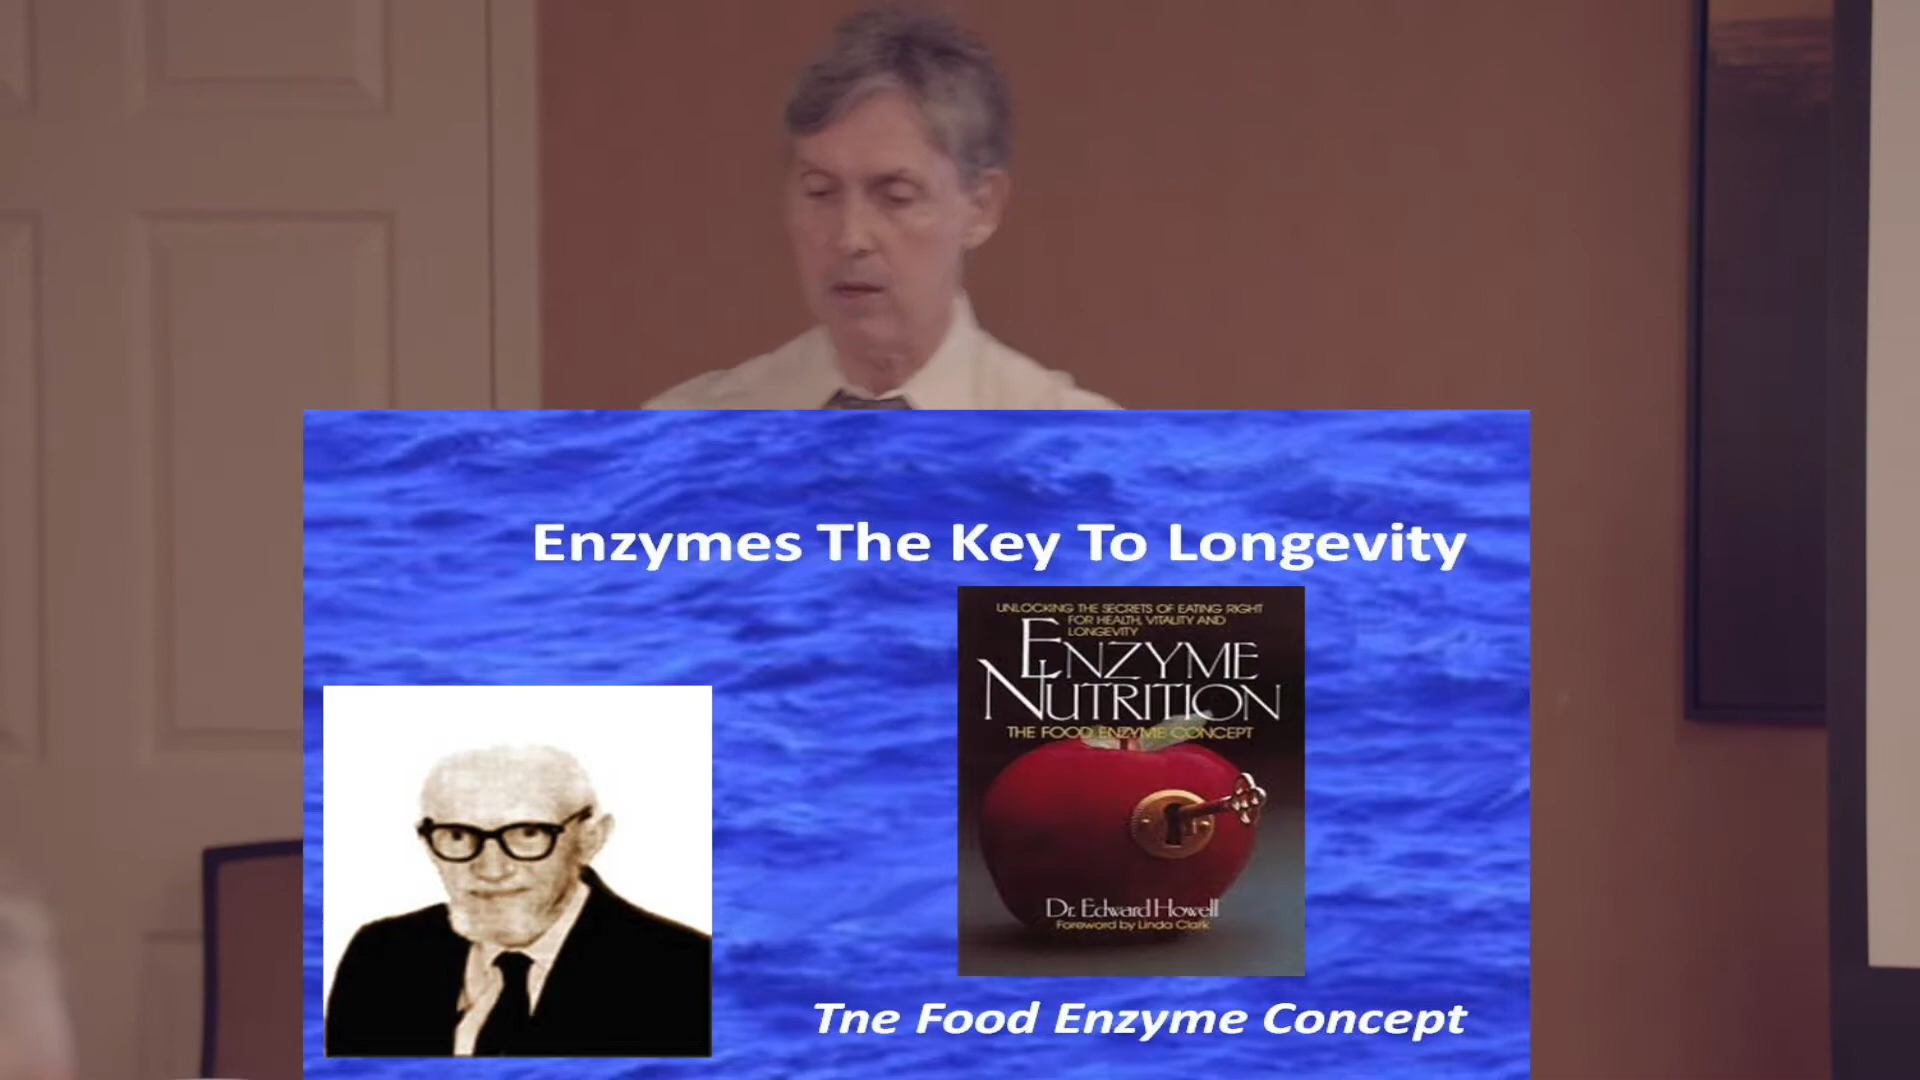 Enzymes The Key To Longevity
UNLOCKING THE SECRETS OF EATING RIGHT
FOR HEALTH, VITALITY AND
LONGEVITY
ENZYME
NUTRITION
THE FOOD ENZYME CONCEPT
Dr. Edward Howell
Foreword by Linda Clark
Tne Food Enzyme Concept